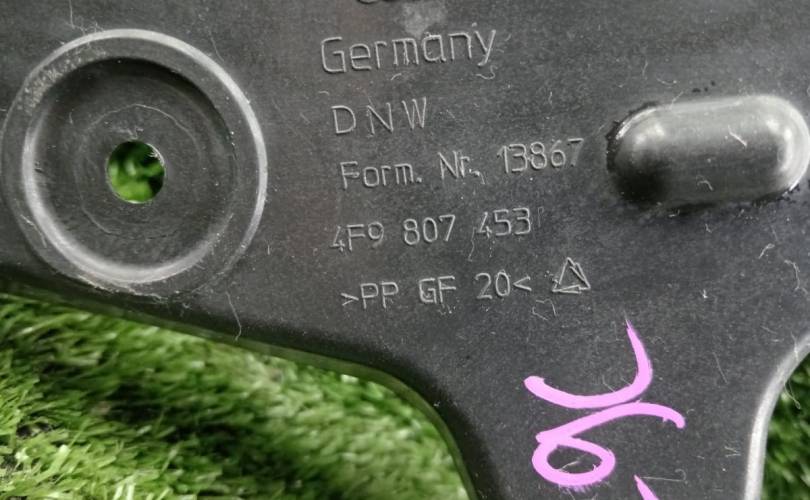 Germany
DNW
Form. Nr., 13867
4F9 807 453
>PP GF 20<